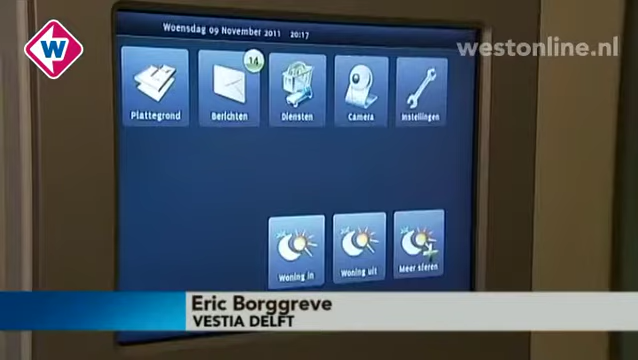 W
Woensdag 09 November 2011 20:17
westonline.nl
14
Plattegrond Berichten Diensten Camera Instellingen
Woning in Woning uit Meer sferen
Eric Borggreve
VESTIA DELFT